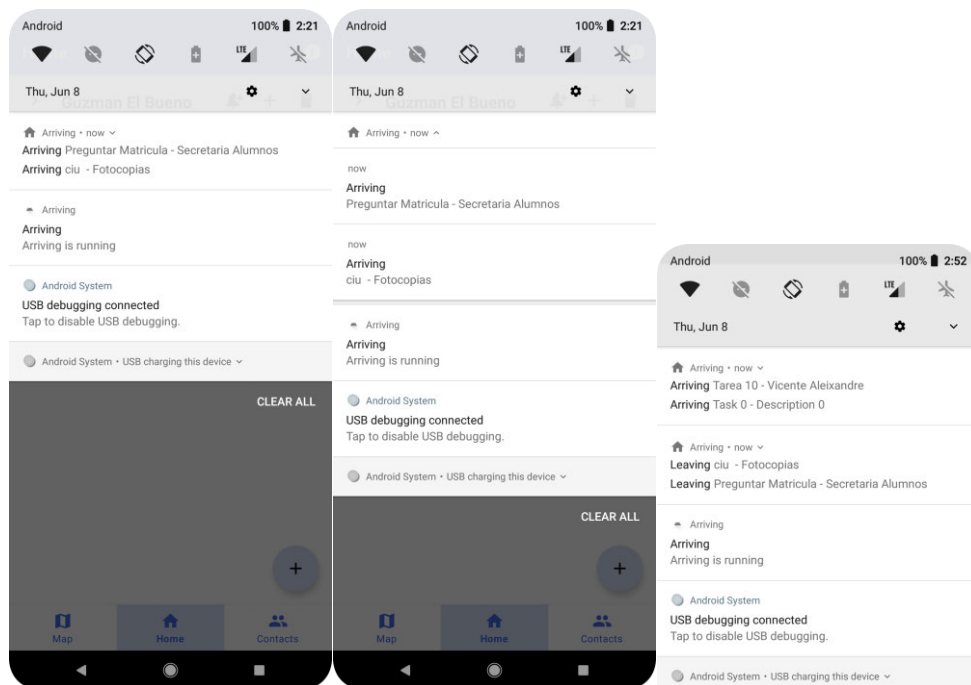 Android 100% 2:21
LTE
Thu, Jun 8
Guzman El Bueno
Arriving • now
Arriving Preguntar Matricula - Secretaria Alumnos
Arriving ciu - Fotocopias
Arriving
Arriving
Arriving is running
Android System
USB debugging connected
Tap to disable USB debugging.
Android System • USB charging this device
CLEAR ALL
+
Map Home Contacts
Android 100% 2:21
LTE
Thu, Jun 8
Guzman El Bueno
Arriving • now
now
Arriving
Preguntar Matricula - Secretaria Alumnos
now
Arriving
ciu - Fotocopias
Arriving
Arriving
Arriving is running
Android System
USB debugging connected
Tap to disable USB debugging.
Android System • USB charging this device
CLEAR ALL
+
Map Home Contacts
Android 100% 2:52
LTE
Thu, Jun 8
Arriving • now
Arriving Tarea 10 - Vicente Aleixandre
Arriving Task 0 - Description 0
Arriving • now
Leaving ciu - Fotocopias
Leaving Preguntar Matricula - Secretaria Alumnos
Arriving
Arriving
Arriving is running
Android System
USB debugging connected
Tap to disable USB debugging.
Android System • USB charging this device